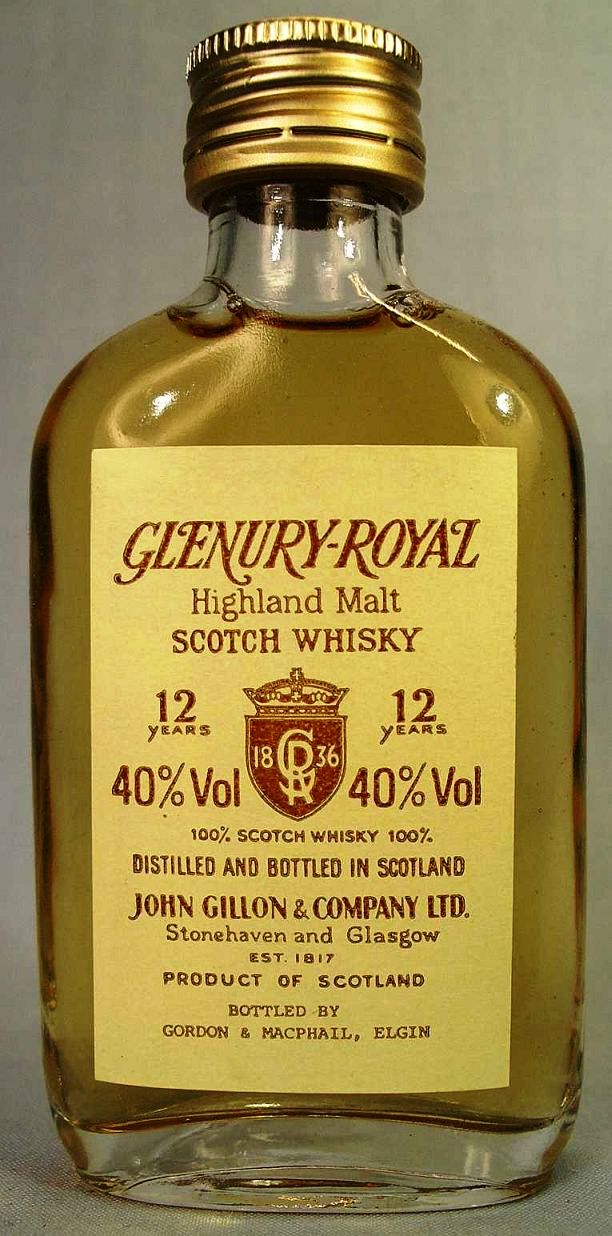 GLENURY-ROYAL
Highland Malt
SCOTCH WHISKY
12 12
YEARS YEARS
18 36
40% Vol 40% Vol
100% SCOTCH WHISKY 100%
DISTILLED AND BOTTLED IN SCOTLAND
JOHN GILLON & COMPANY LTD.
Stonehaven and Glasgow
EST. 1817
PRODUCT OF SCOTLAND
BOTTLED BY
GORDON & MACPHAIL, ELGIN